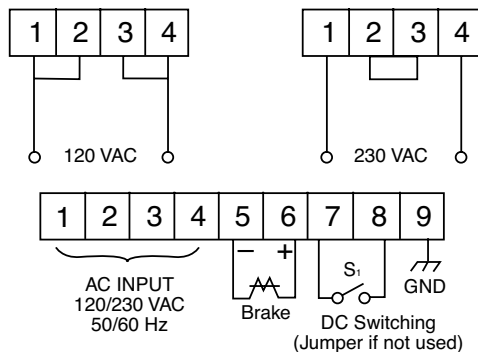 1 2 3 4
120 VAC
1 2 3 4
230 VAC
1 2 3 4 5 6 7 8 9
− +
S1
GND
AC INPUT
120/230 VAC
50/60 Hz
Brake
DC Switching
(Jumper if not used)